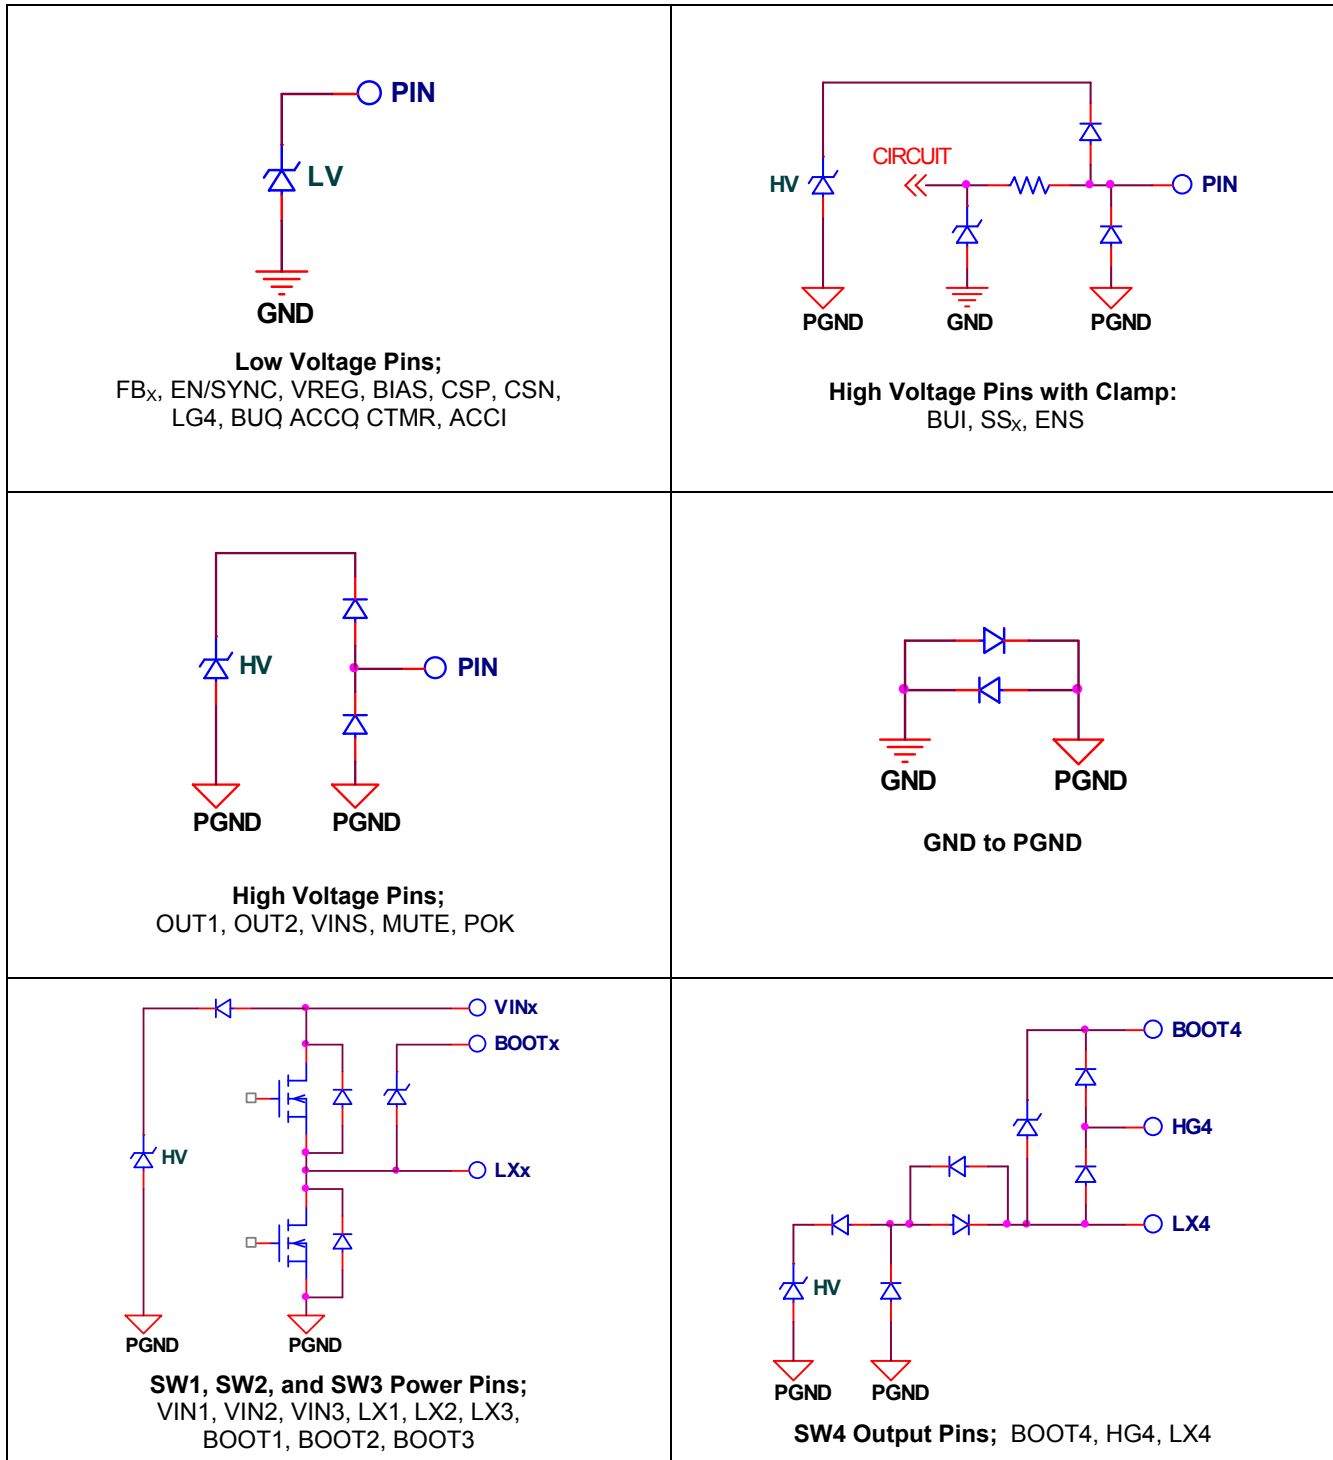 PIN
LV
GND
Low Voltage Pins;
FBX, EN/SYNC, VREG, BIAS, CSP, CSN,
LG4, BUO, ACCO, CTMR, ACCI
CIRCUIT
HV
PIN
PGND GND PGND
High Voltage Pins with Clamp:
BUI, SSX, ENS
HV
PIN
PGND PGND
High Voltage Pins;
OUT1, OUT2, VINS, MUTE, POK
GND PGND
GND to PGND
VINx
BOOTx
HV
LXx
PGND PGND
SW1, SW2, and SW3 Power Pins;
VIN1, VIN2, VIN3, LX1, LX2, LX3,
BOOT1, BOOT2, BOOT3
BOOT4
HG4
LX4
HV
PGND PGND
SW4 Output Pins; BOOT4, HG4, LX4